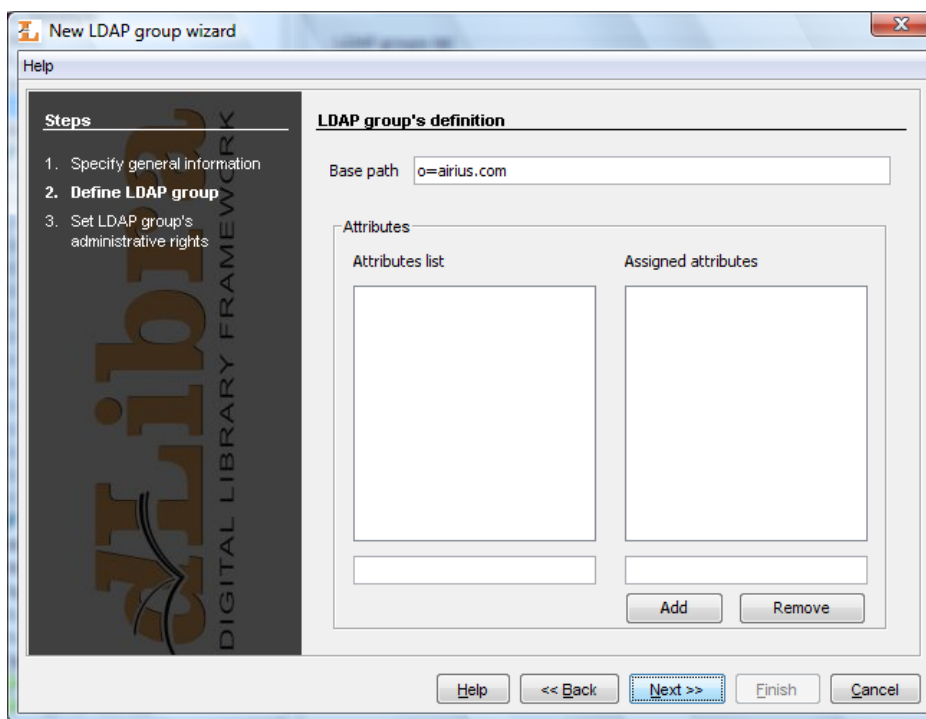 New LDAP group wizard
Help
Steps
1. Specify general information
2. Define LDAP group
3. Set LDAP group's
administrative rights
dLibra
DIGITAL LIBRARY FRAMEWORK
LDAP group's definition
Base path o=airius.com
Attributes
Attributes list Assigned attributes
Add Remove
Help << Back Next >> Finish Cancel